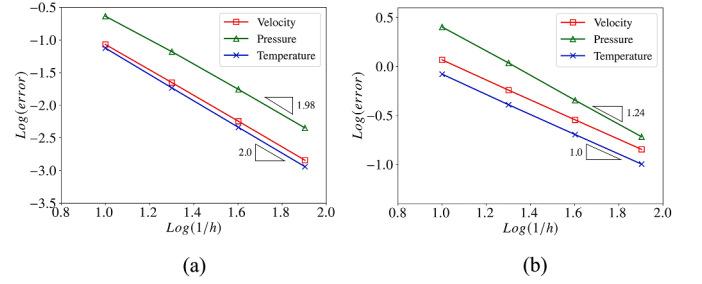 −0.5
−1.0
−1.5
−2.0
−2.5
−3.0
−3.5
Log(error)
Velocity
Pressure
Temperature
1.98
2.0
0.8
1.0
1.2
1.4
1.6
1.8
2.0
Log(1/h)
(a)
0.5
0.0
−0.5
−1.0
Log(error)
Velocity
Pressure
Temperature
1.24
1.0
0.8
1.0
1.2
1.4
1.6
1.8
2.0
Log(1/h)
(b)